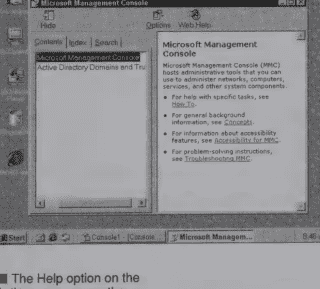 Microsoft Management Console
Hide Options Web Help
Contents Index Search
Microsoft Management Console
Active Directory Domains and Tru
Microsoft Management
Console
Microsoft Management Console (MMC)
hosts administrative tools that you can
use to administer networks, computers,
services, and other system components.
• For help with specific tasks, see
How To.
• For general background
information, see Concepts.
• For information about accessibility
features, see Accessibility for MMC.
• For problem-solving instructions,
see Troubleshooting MMC.
Start Console1 - [Console Microsoft Managem...
The Help option on the